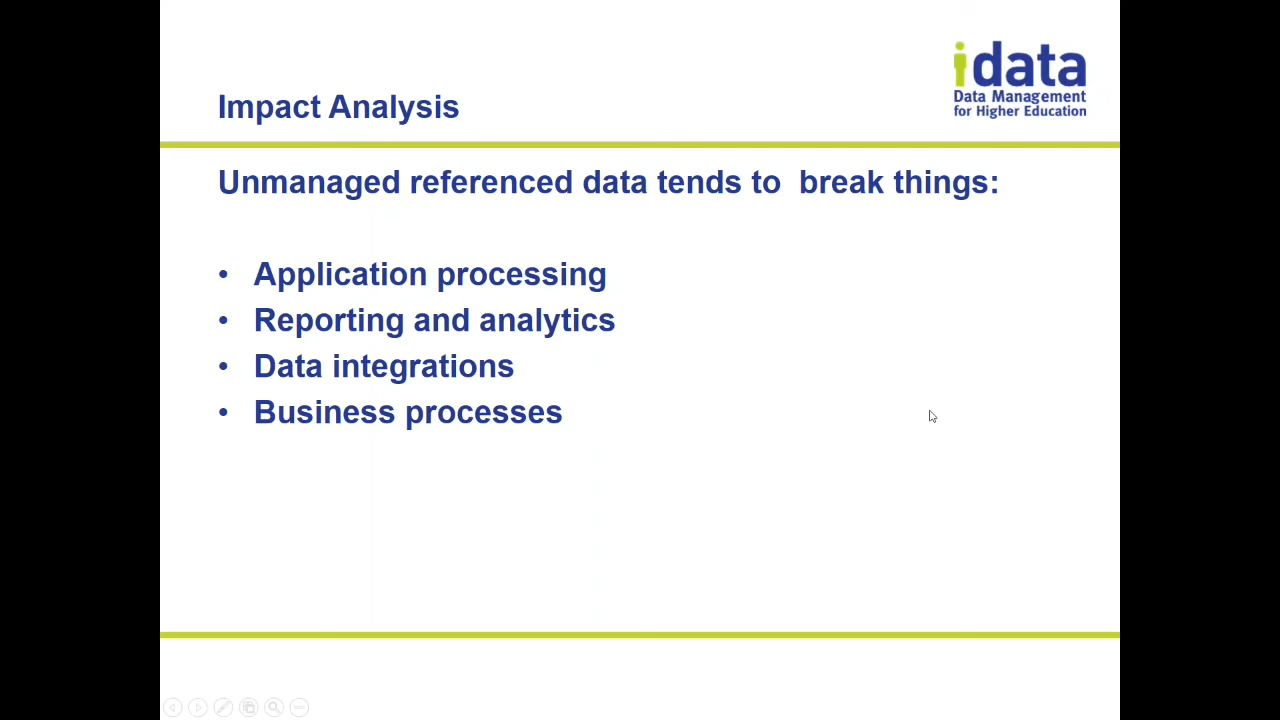 idata
Data Management
for Higher Education
Impact Analysis
Unmanaged referenced data tends to  break things:
• Application processing
• Reporting and analytics
• Data integrations
• Business processes